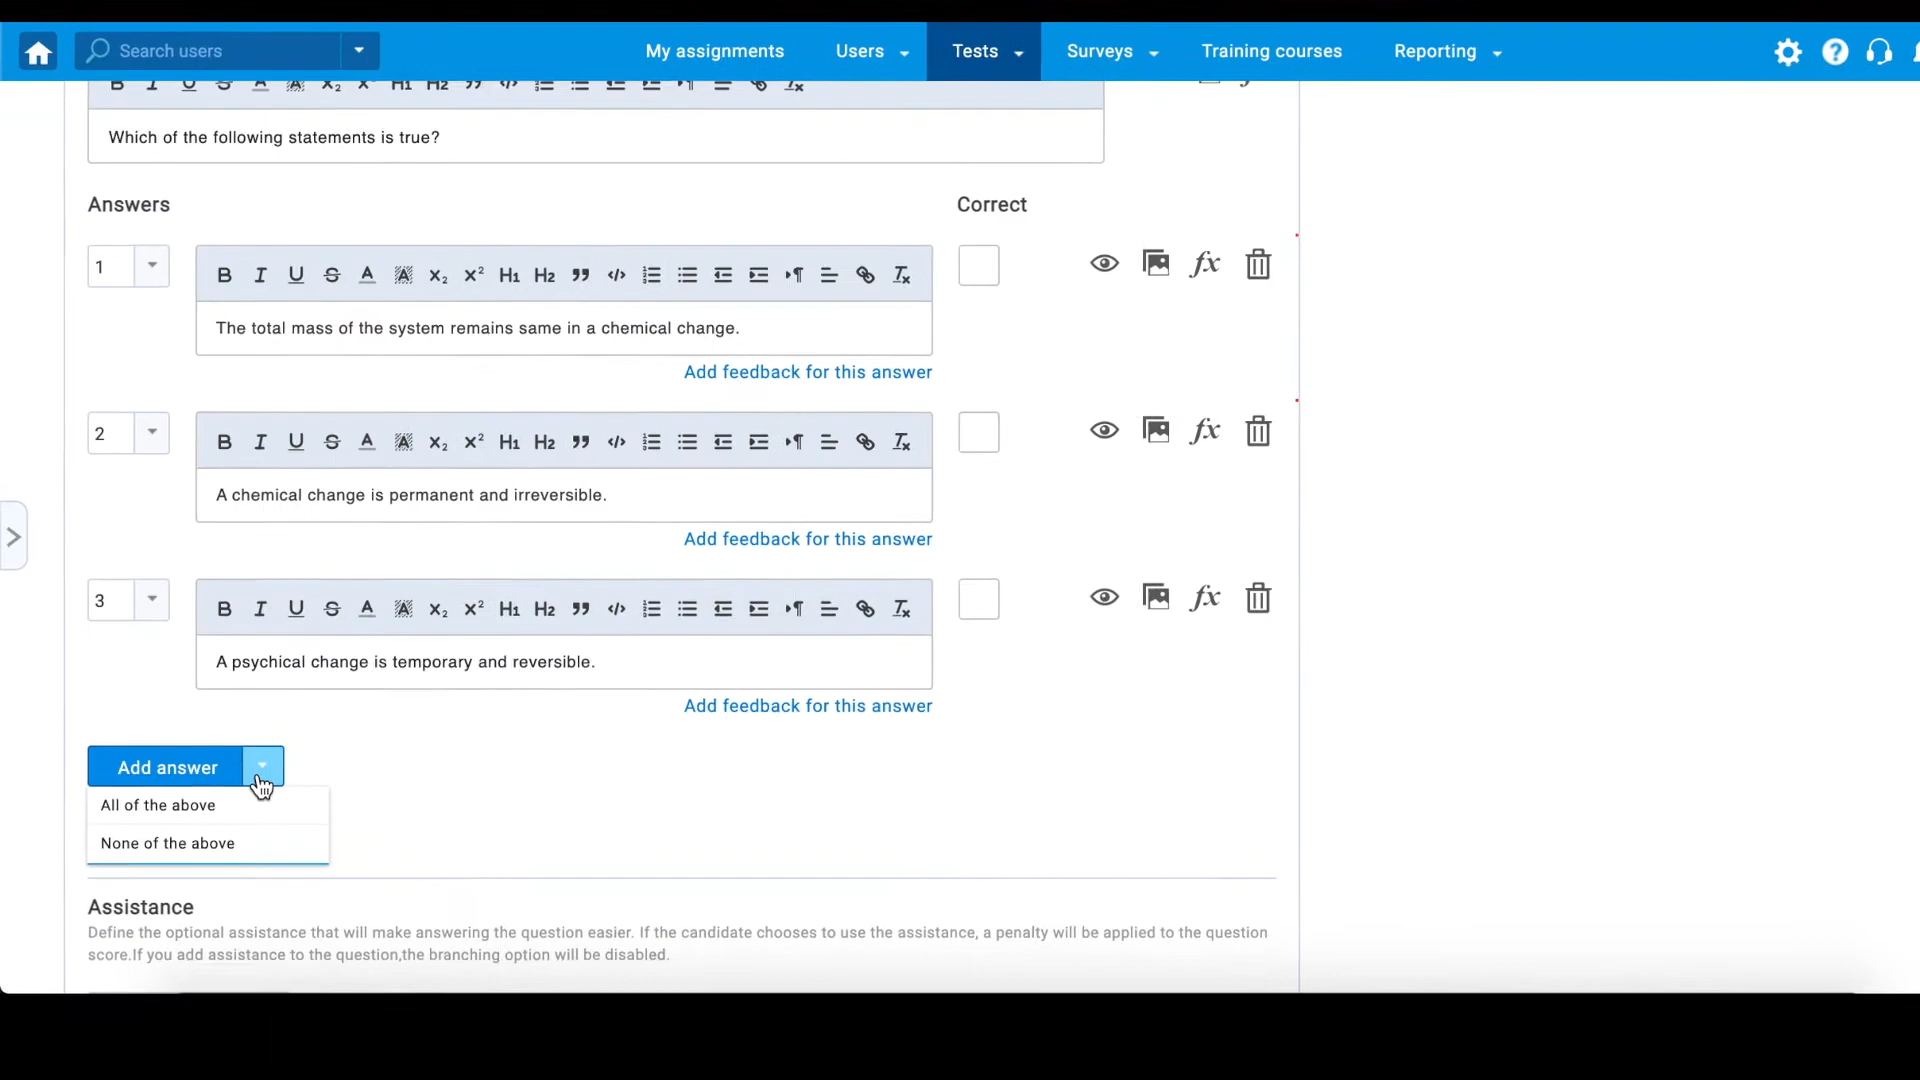 Search users
My assignments
Users
Tests
Surveys
Training courses
Reporting
Which of the following statements is true?
Answers
Correct
1
The total mass of the system remains same in a chemical change.
Add feedback for this answer
2
A chemical change is permanent and irreversible.
Add feedback for this answer
3
A psychical change is temporary and reversible.
Add feedback for this answer
Add answer
All of the above
None of the above
Assistance
Define the optional assistance that will make answering the question easier. If the candidate chooses to use the assistance, a penalty will be applied to the question
score.If you add assistance to the question,the branching option will be disabled.